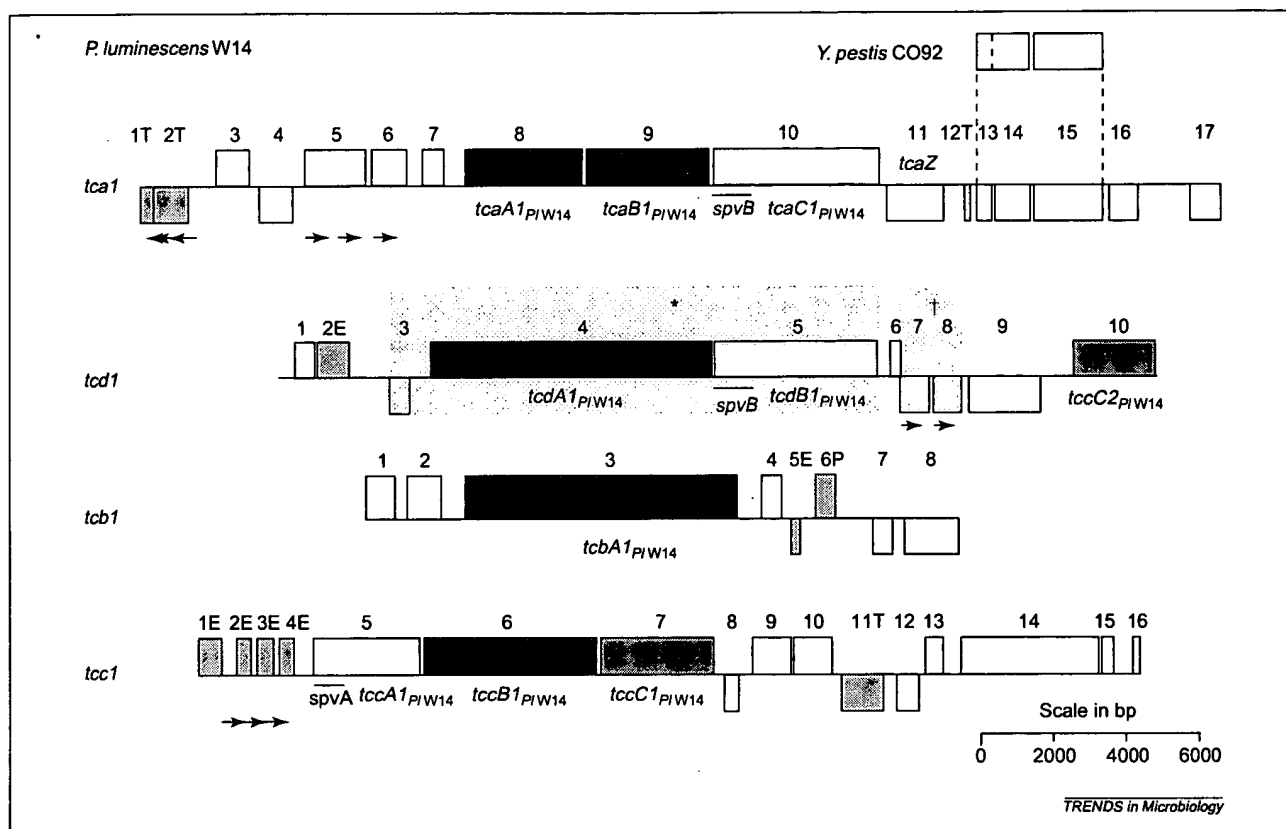 P. luminescens W14
Y. pestis CO92
1T 2T 3 4 5 6 7 8 9 10 11 12T 13 14 15 16 17
tcaZ
tca1
tcaA1PlW14 tcaB1PlW14 spvB tcaC1PlW14
* †
1 2E 3 4 5 6 7 8 9 10
tcd1
tcdA1PlW14 spvB tcdB1PlW14 tccC2PlW14
1 2 3 4 5E 6P 7 8
tcb1
tcbA1PlW14
1E 2E 3E 4E 5 6 7 8 9 10 11T 12 13 14 15 16
tcc1
spvA tccA1PlW14 tccB1PlW14 tccC1PlW14
Scale in bp
0 2000 4000 6000
TRENDS in Microbiology